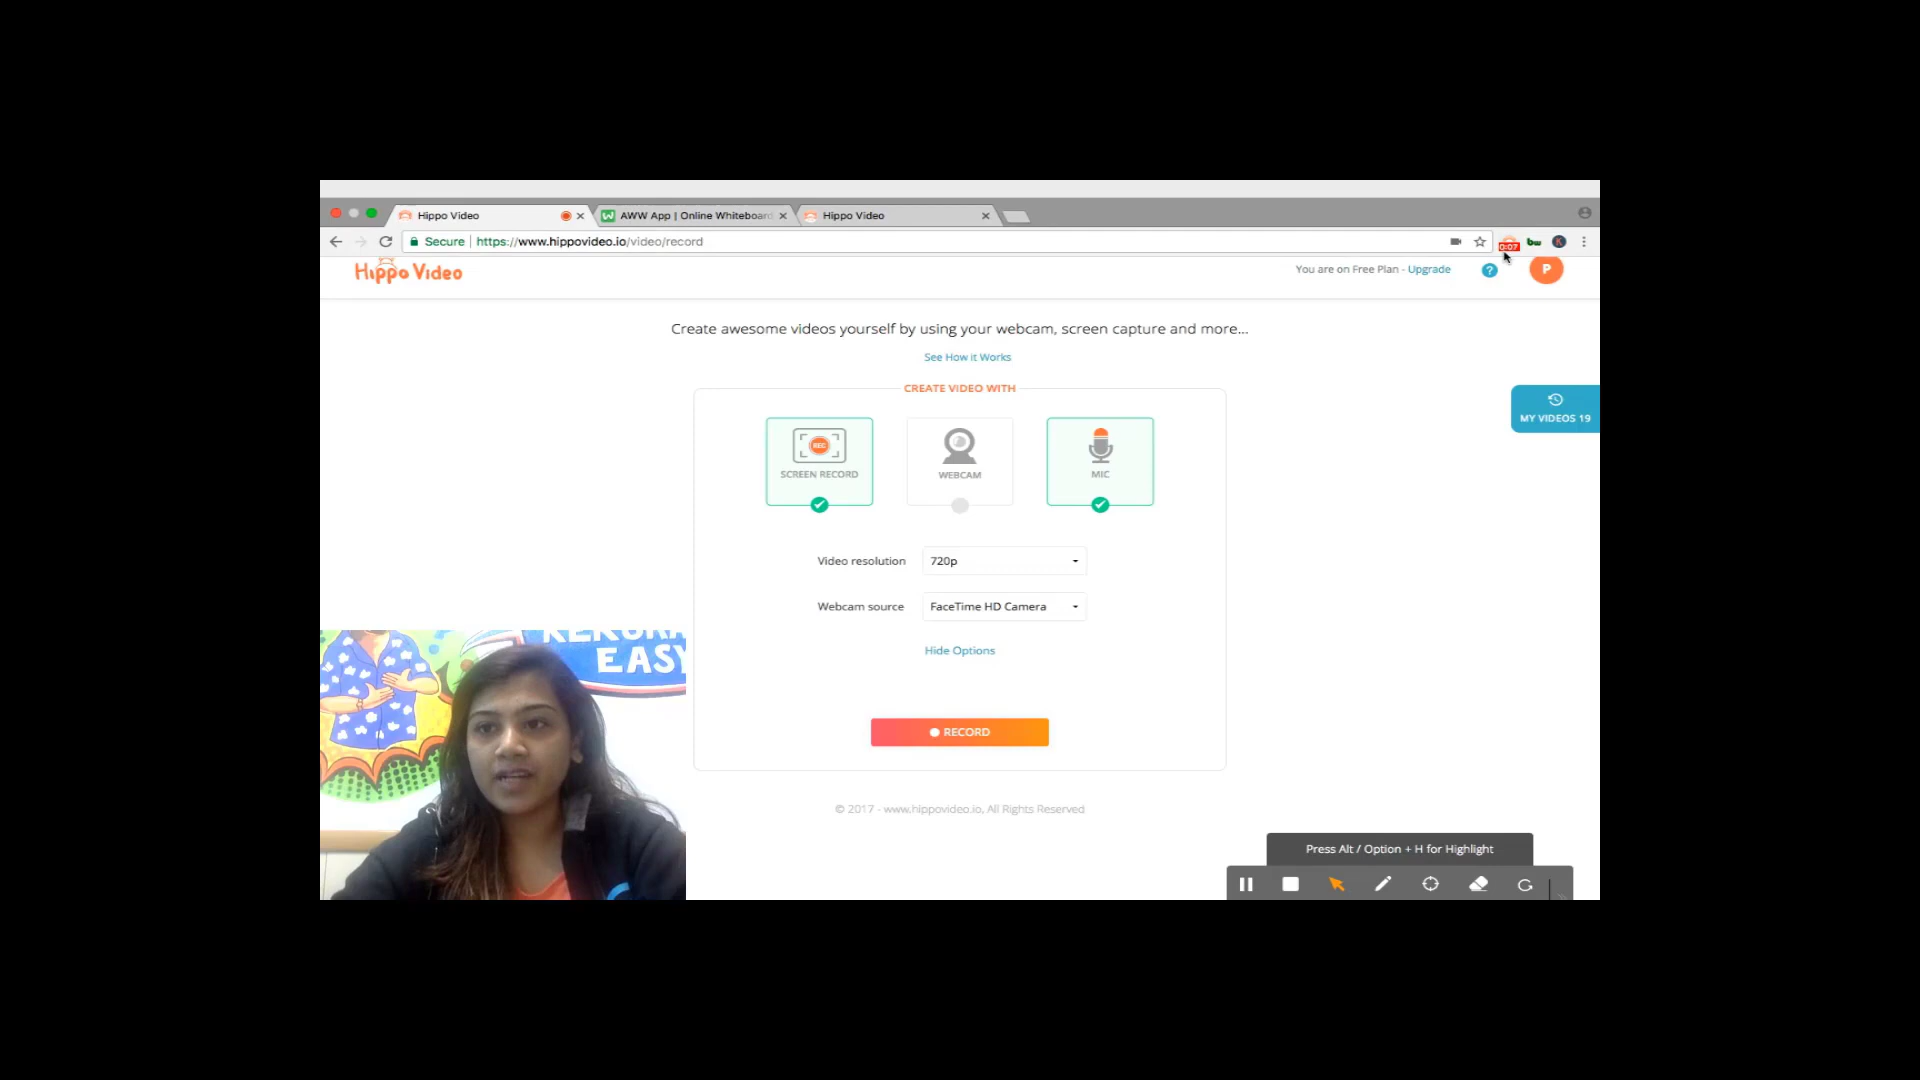 Hippo Video
AWW App | Online Whiteboard
Hippo Video
Secure
https://www.hippovideo.io/video/record
0:07
bw
K
Hippo Video
You are on Free Plan - Upgrade
?
P
Create awesome videos yourself by using your webcam, screen capture and more...
See How it Works
MY VIDEOS 19
CREATE VIDEO WITH
REC
SCREEN RECORD
WEBCAM
MIC
Video resolution
720p
Webcam source
FaceTime HD Camera
Hide Options
EASY
RECORD
© 2017 - www.hippovideo.io, All Rights Reserved
Press Alt / Option + H for Highlight